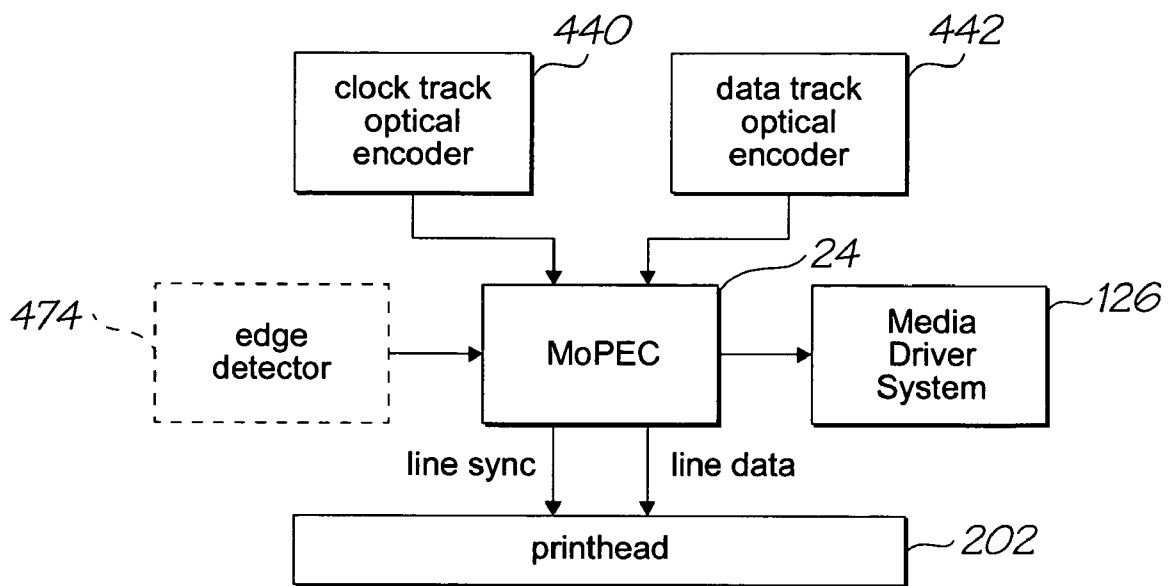 440
442
clock track
optical
encoder
data track
optical
encoder
24
474
edge
detector
MoPEC
Media
Driver
System
126
line sync
line data
printhead
202